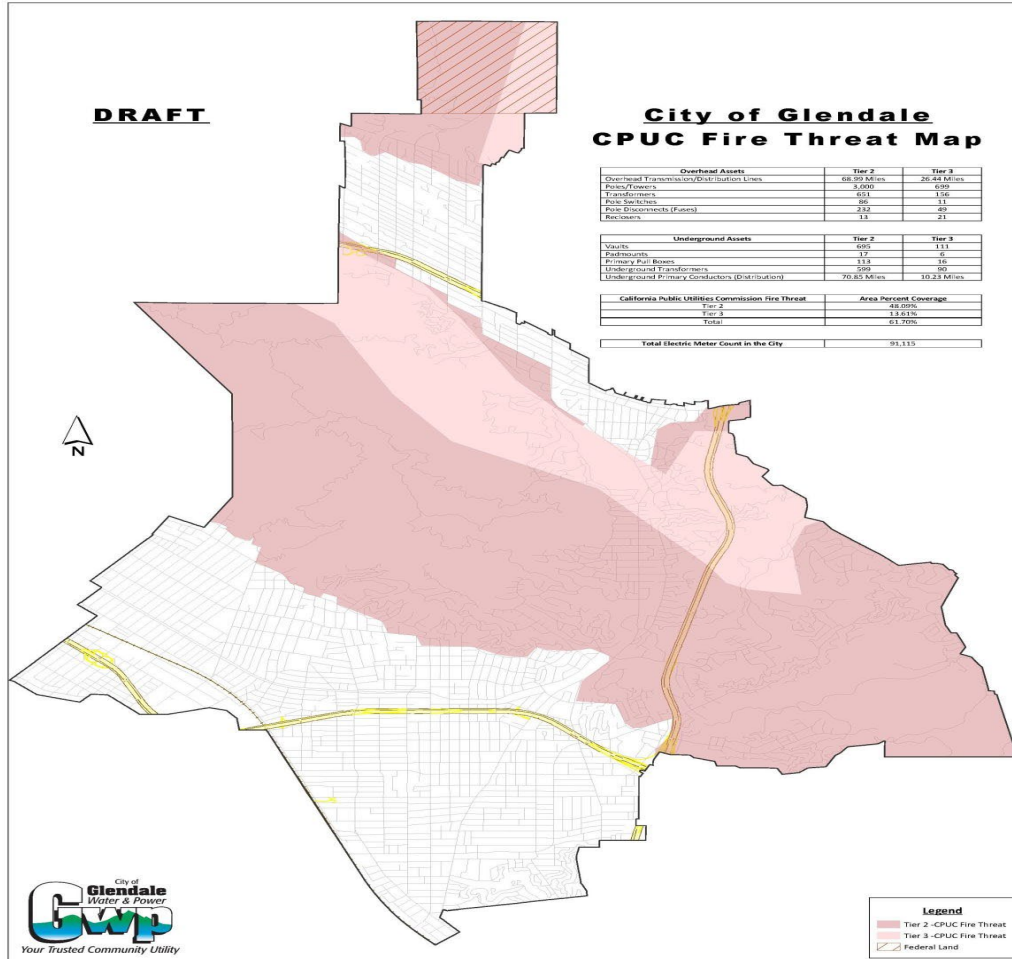 DRAFT
City of Glendale
CPUC Fire Threat Map
Overhead Assets Tier 2 Tier 3
Overhead Transmission/Distribution Lines 68.99 Miles 26.44 Miles
Poles/Towers 3,000 699
Transformers 651 156
Pole Switches 86 11
Pole Disconnects (Fuses) 232 49
Reclosers 13 21
Underground Assets Tier 2 Tier 3
Vaults 695 111
Padmounts 17 6
Primary Pull Boxes 113 16
Underground Transformers 599 90
Underground Primary Conductors (Distribution) 70.85 Miles 10.23 Miles
California Public Utilities Commission Fire Threat Area Percent Coverage
Tier 2 48.09%
Tier 3 13.61%
Total 61.70%
Total Electric Meter Count in the City 91,115
N
City of
Glendale
Water & Power
GWP
Your Trusted Community Utility
Legend
Tier 2 -CPUC Fire Threat
Tier 3 -CPUC Fire Threat
Federal Land